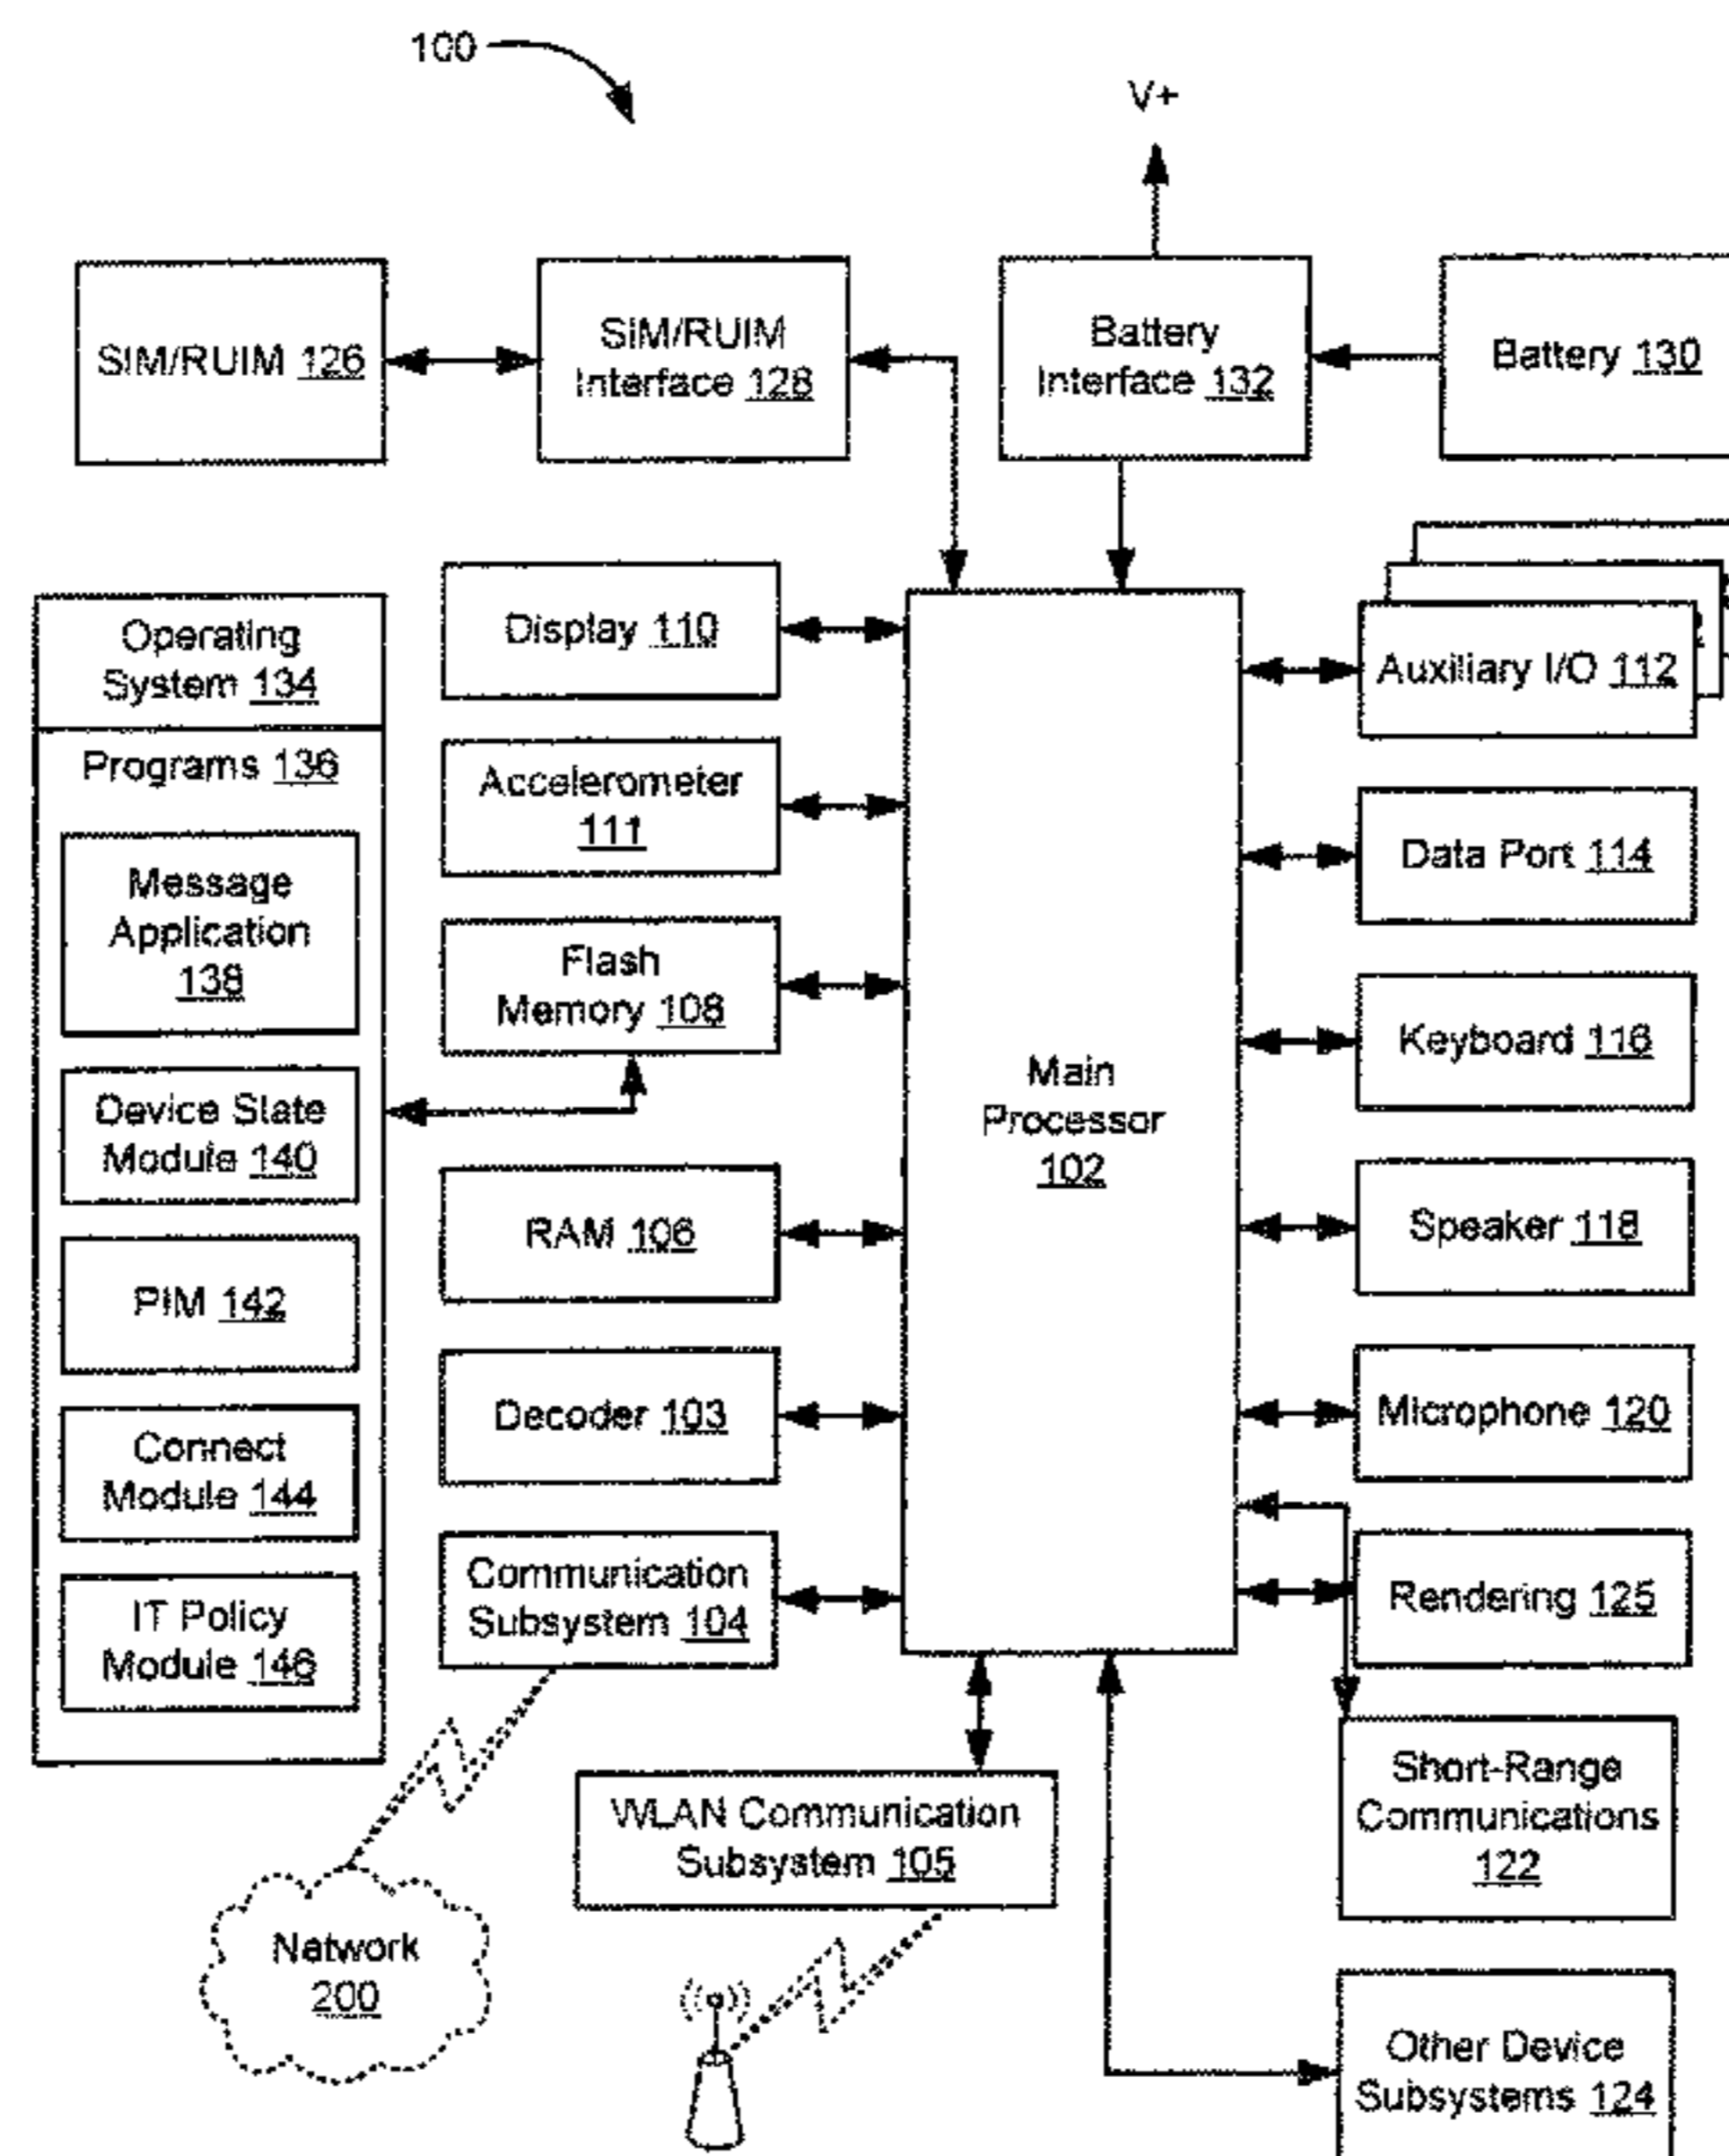 100
V+
SIM/RUIM 126
SIM/RUIM
Interface 128
Battery
Interface 132
Battery 130
Operating
System 134
Programs 136
Message
Application
138
Device State
Module 140
PIM 142
Connect
Module 144
IT Policy
Module 146
Display 110
Accelerometer
111
Flash
Memory 108
RAM 106
Decoder 103
Communication
Subsystem 104
Main
Processor
102
Auxiliary I/O 112
Data Port 114
Keyboard 116
Speaker 118
Microphone 120
Rendering 125
Short-Range
Communications
122
Other Device
Subsystems 124
WLAN Communication
Subsystem 105
Network
200